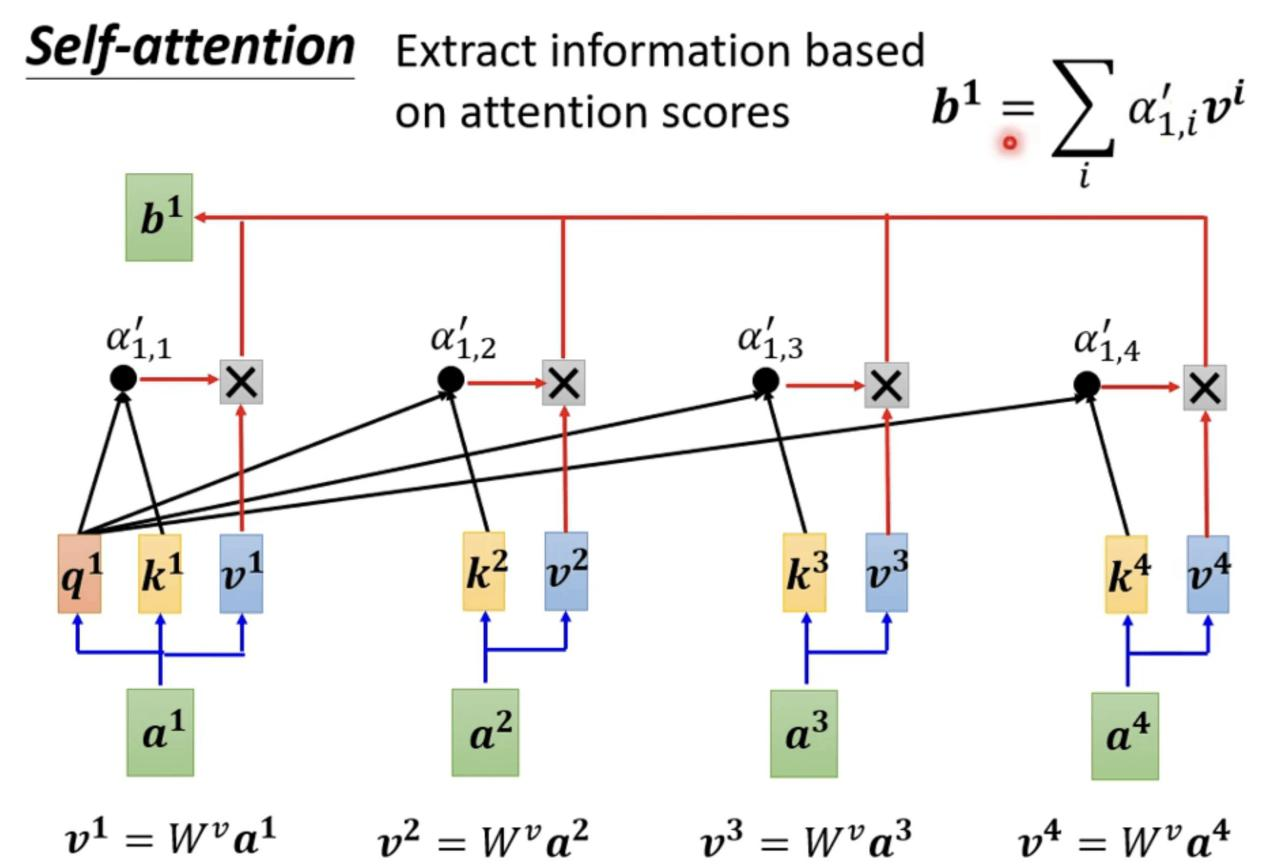 Self-attention
Extract information based
on attention scores
b¹ = ∑ᵢ α′₁,ᵢvⁱ
b¹
α′₁,₁ α′₁,₂ α′₁,₃ α′₁,₄
× × × ×
q¹ k¹ v¹ k² v² k³ v³ k⁴ v⁴
a¹ a² a³ a⁴
v¹ = Wᵛa¹ v² = Wᵛa² v³ = Wᵛa³ v⁴ = Wᵛa⁴